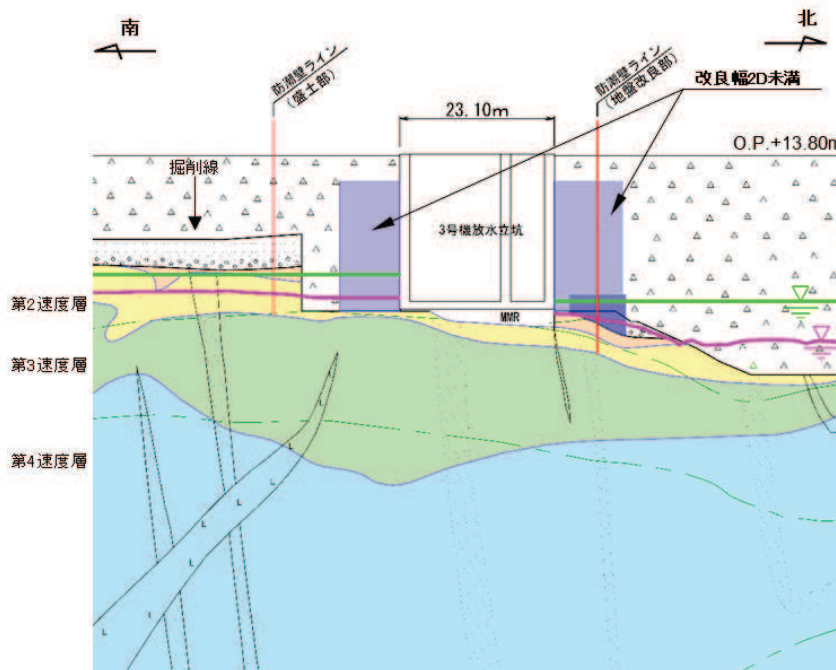 南
北
防潮壁ライン
(盛土部)
防潮壁ライン
(地盤改良部)
改良幅2D未満
23.10m
O.P.+13.80m
掘削線
3号機放水立坑
第2速度層
MMR
第3速度層
第4速度層
L
L
L
L
L
L
L